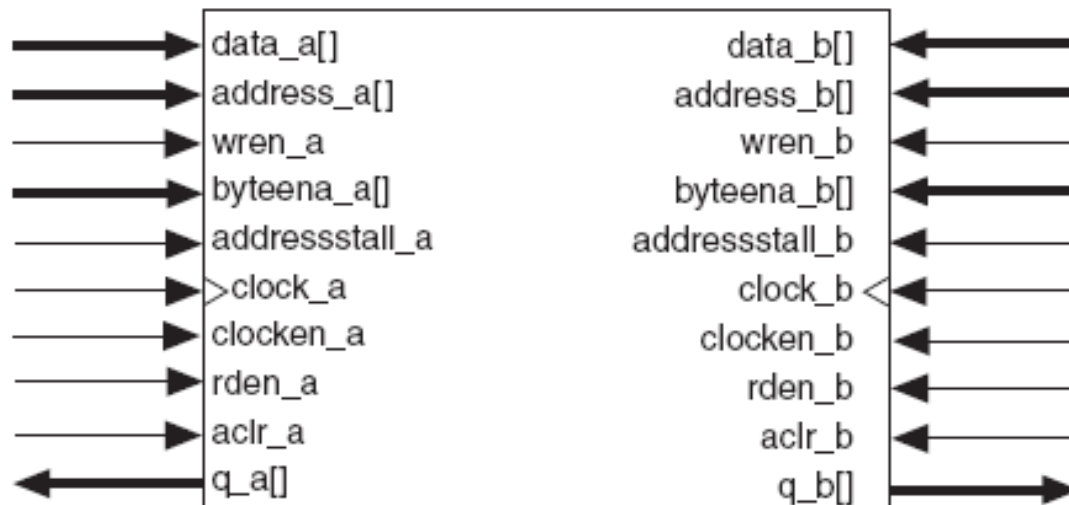 data_a[] data_b[]
address_a[] address_b[]
wren_a wren_b
byteena_a[] byteena_b[]
addressstall_a addressstall_b
clock_a clock_b
clocken_a clocken_b
rden_a rden_b
aclr_a aclr_b
q_a[] q_b[]